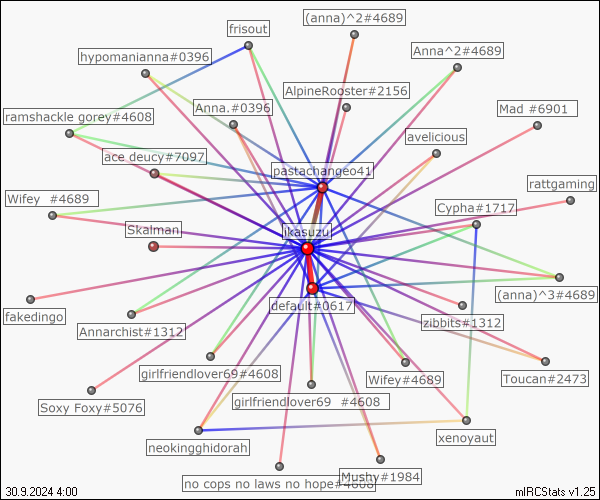 (anna)^2#4689
frisout
hypomanianna#0396
Anna^2#4689
AlpineRooster#2156
Anna.#0396
Mad #6901
ramshackle gorey#4608
avelicious
ace deucy#7097
pastachangeo41
rattgaming
Wifey #4689
Cypha#1717
Skalman
ikasuzu
(anna)^3#4689
default#0617
fakedingo
Annarchist#1312
zibbits#1312
girlfriendlover69#4608
Wifey#4689
Toucan#2473
girlfriendlover69 #4608
Soxy Foxy#5076
xenoyaut
neokingghidorah
Mushy#1984
no cops no laws no hope#4608
30.9.2024 4:00
mIRCStats v1.25